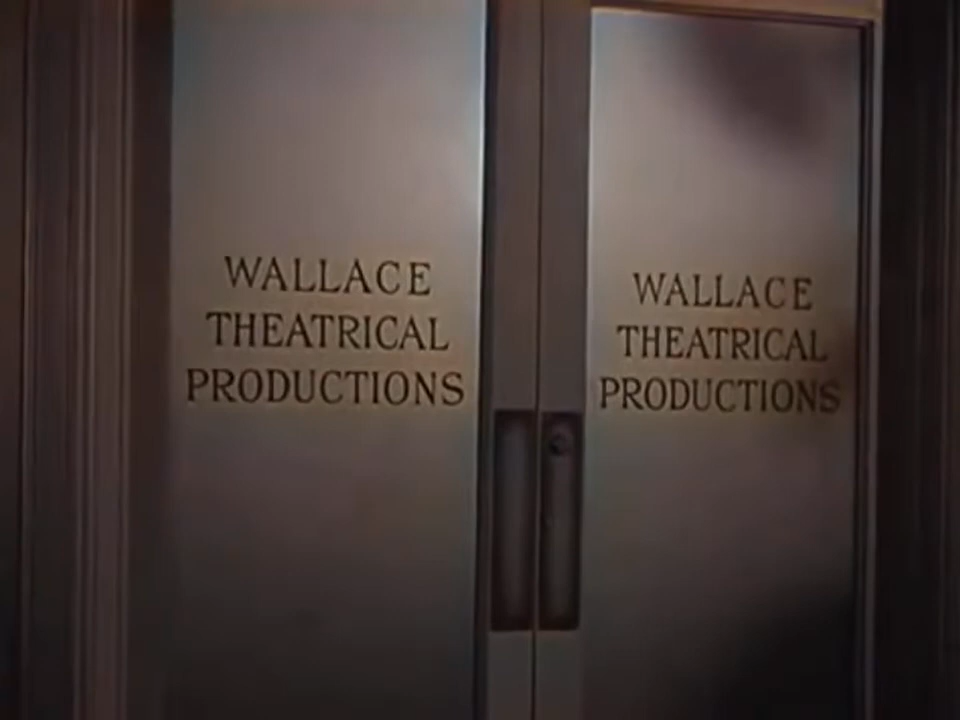 WALLACE
THEATRICAL
PRODUCTIONS
WALLACE
THEATRICAL
PRODUCTIONS